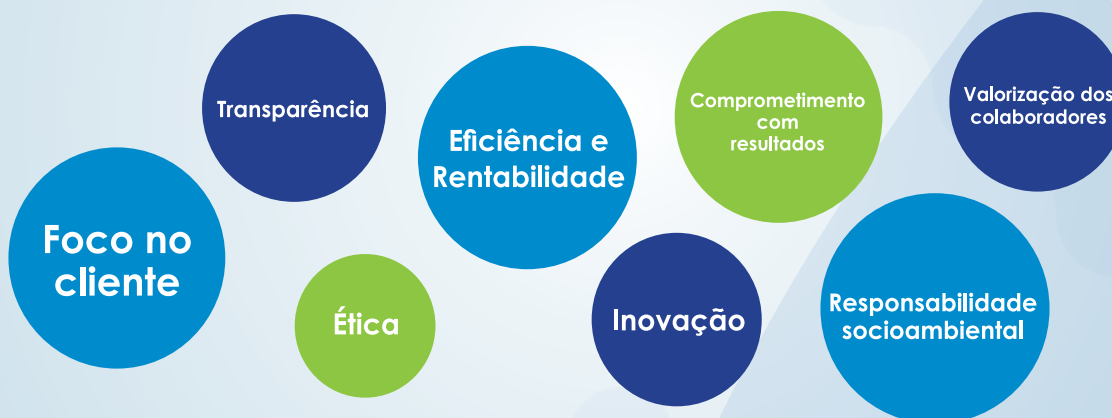 Foco no
cliente
Transparência
Ética
Eficiência e
Rentabilidade
Inovação
Comprometimento
com
resultados
Responsabilidade
socioambiental
Valorização dos
colaboradores